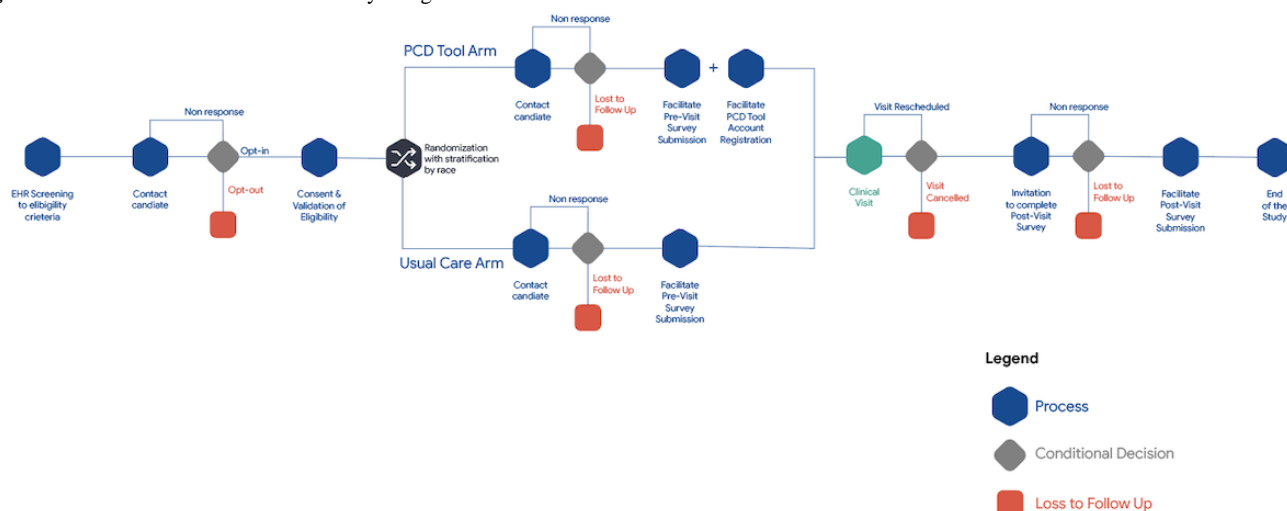 Non response
PCD Tool Arm
Contact
candiate
Lost to
Follow Up
Facilitate
Pre-Visit
Survey
Submission
+
Facilitate
PCD Tool
Account
Registration
EHR Screening
to elibigility
crieteria
Non response
Contact
candiate
Opt-in
Opt-out
Consent &
Validation of
Eligibility
Randomization
with stratification
by race
Usual Care Arm
Non response
Contact
candiate
Lost to
Follow Up
Facilitate
Pre-Visit
Survey
Submission
Visit Rescheduled
Clinical
Visit
Visit
Cancelled
Non response
Invitation
to complete
Post-Visit
Survey
Lost to
Follow Up
Facilitate
Post-Visit
Survey
Submission
End
of the
Study
Legend
Process
Conditional Decision
Loss to Follow Up